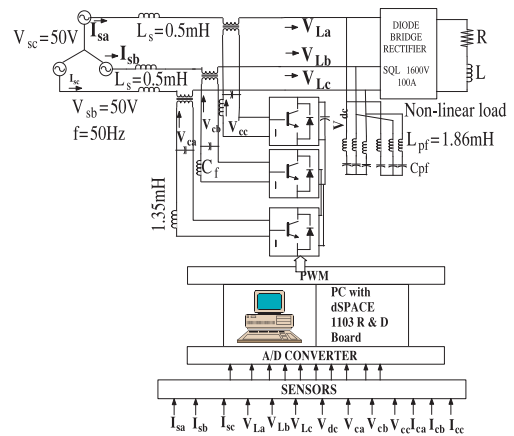 I_sa
L_s=0.5mH
V_La
V_sc=50V
I_sb
L_s=0.5mH
V_Lb
I_sc
V_Lc
V_sb=50V
f=50Hz
DIODE
BRIDGE
RECTIFIER
SQL 1600V
100A
R
L
Non-linear load
V_ca
V_cb
V_cc
V_dc
L_pf=1.86mH
C_f
Cpf
1.35mH
PWM
PC with
dSPACE
1103 R & D
Board
A/D CONVERTER
SENSORS
I_sa I_sb I_sc V_La V_Lb V_Lc V_dc V_ca V_cb V_cc I_ca I_cb I_cc